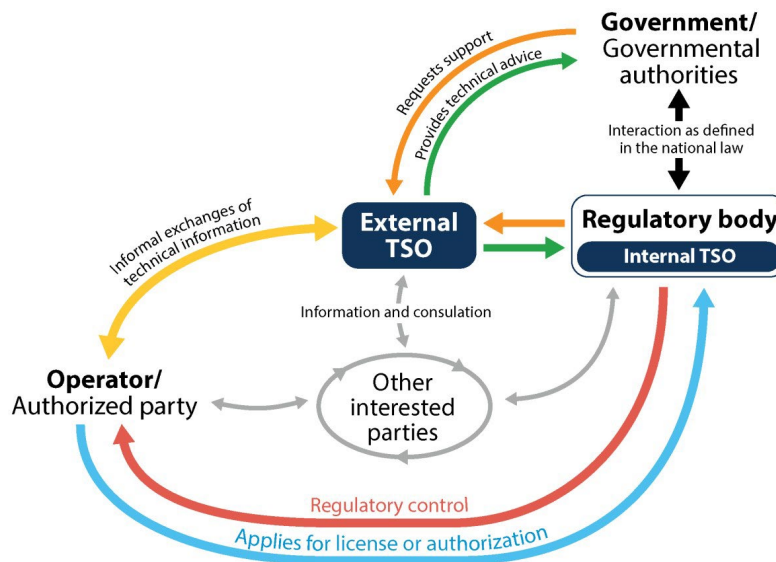 Government/
Governmental
authorities
Requests support
Provides technical advice
Interaction as defined
in the national law
External
TSO
Regulatory body
Internal TSO
Informal exchanges of
technical information
Information and consulation
Operator/
Authorized party
Other
interested
parties
Regulatory control
Applies for license or authorization